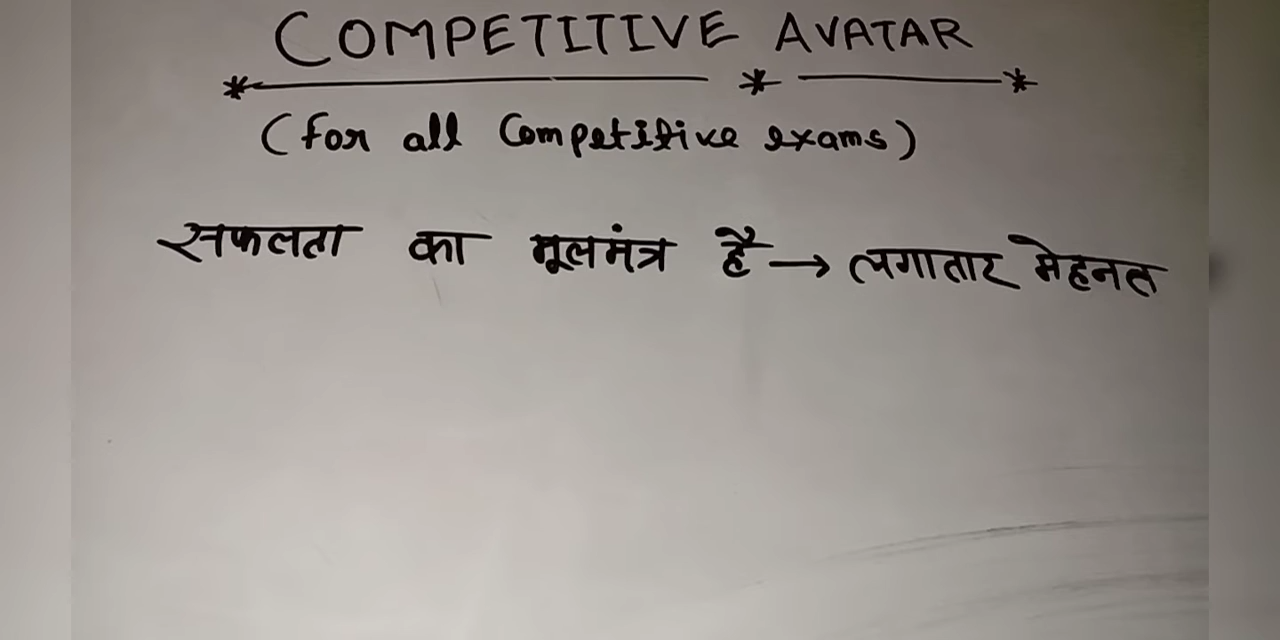 COMPETITIVE AVATAR
(for all Competitive exams)
सफलता का मूलमंत्र है → लगातार मेहनत